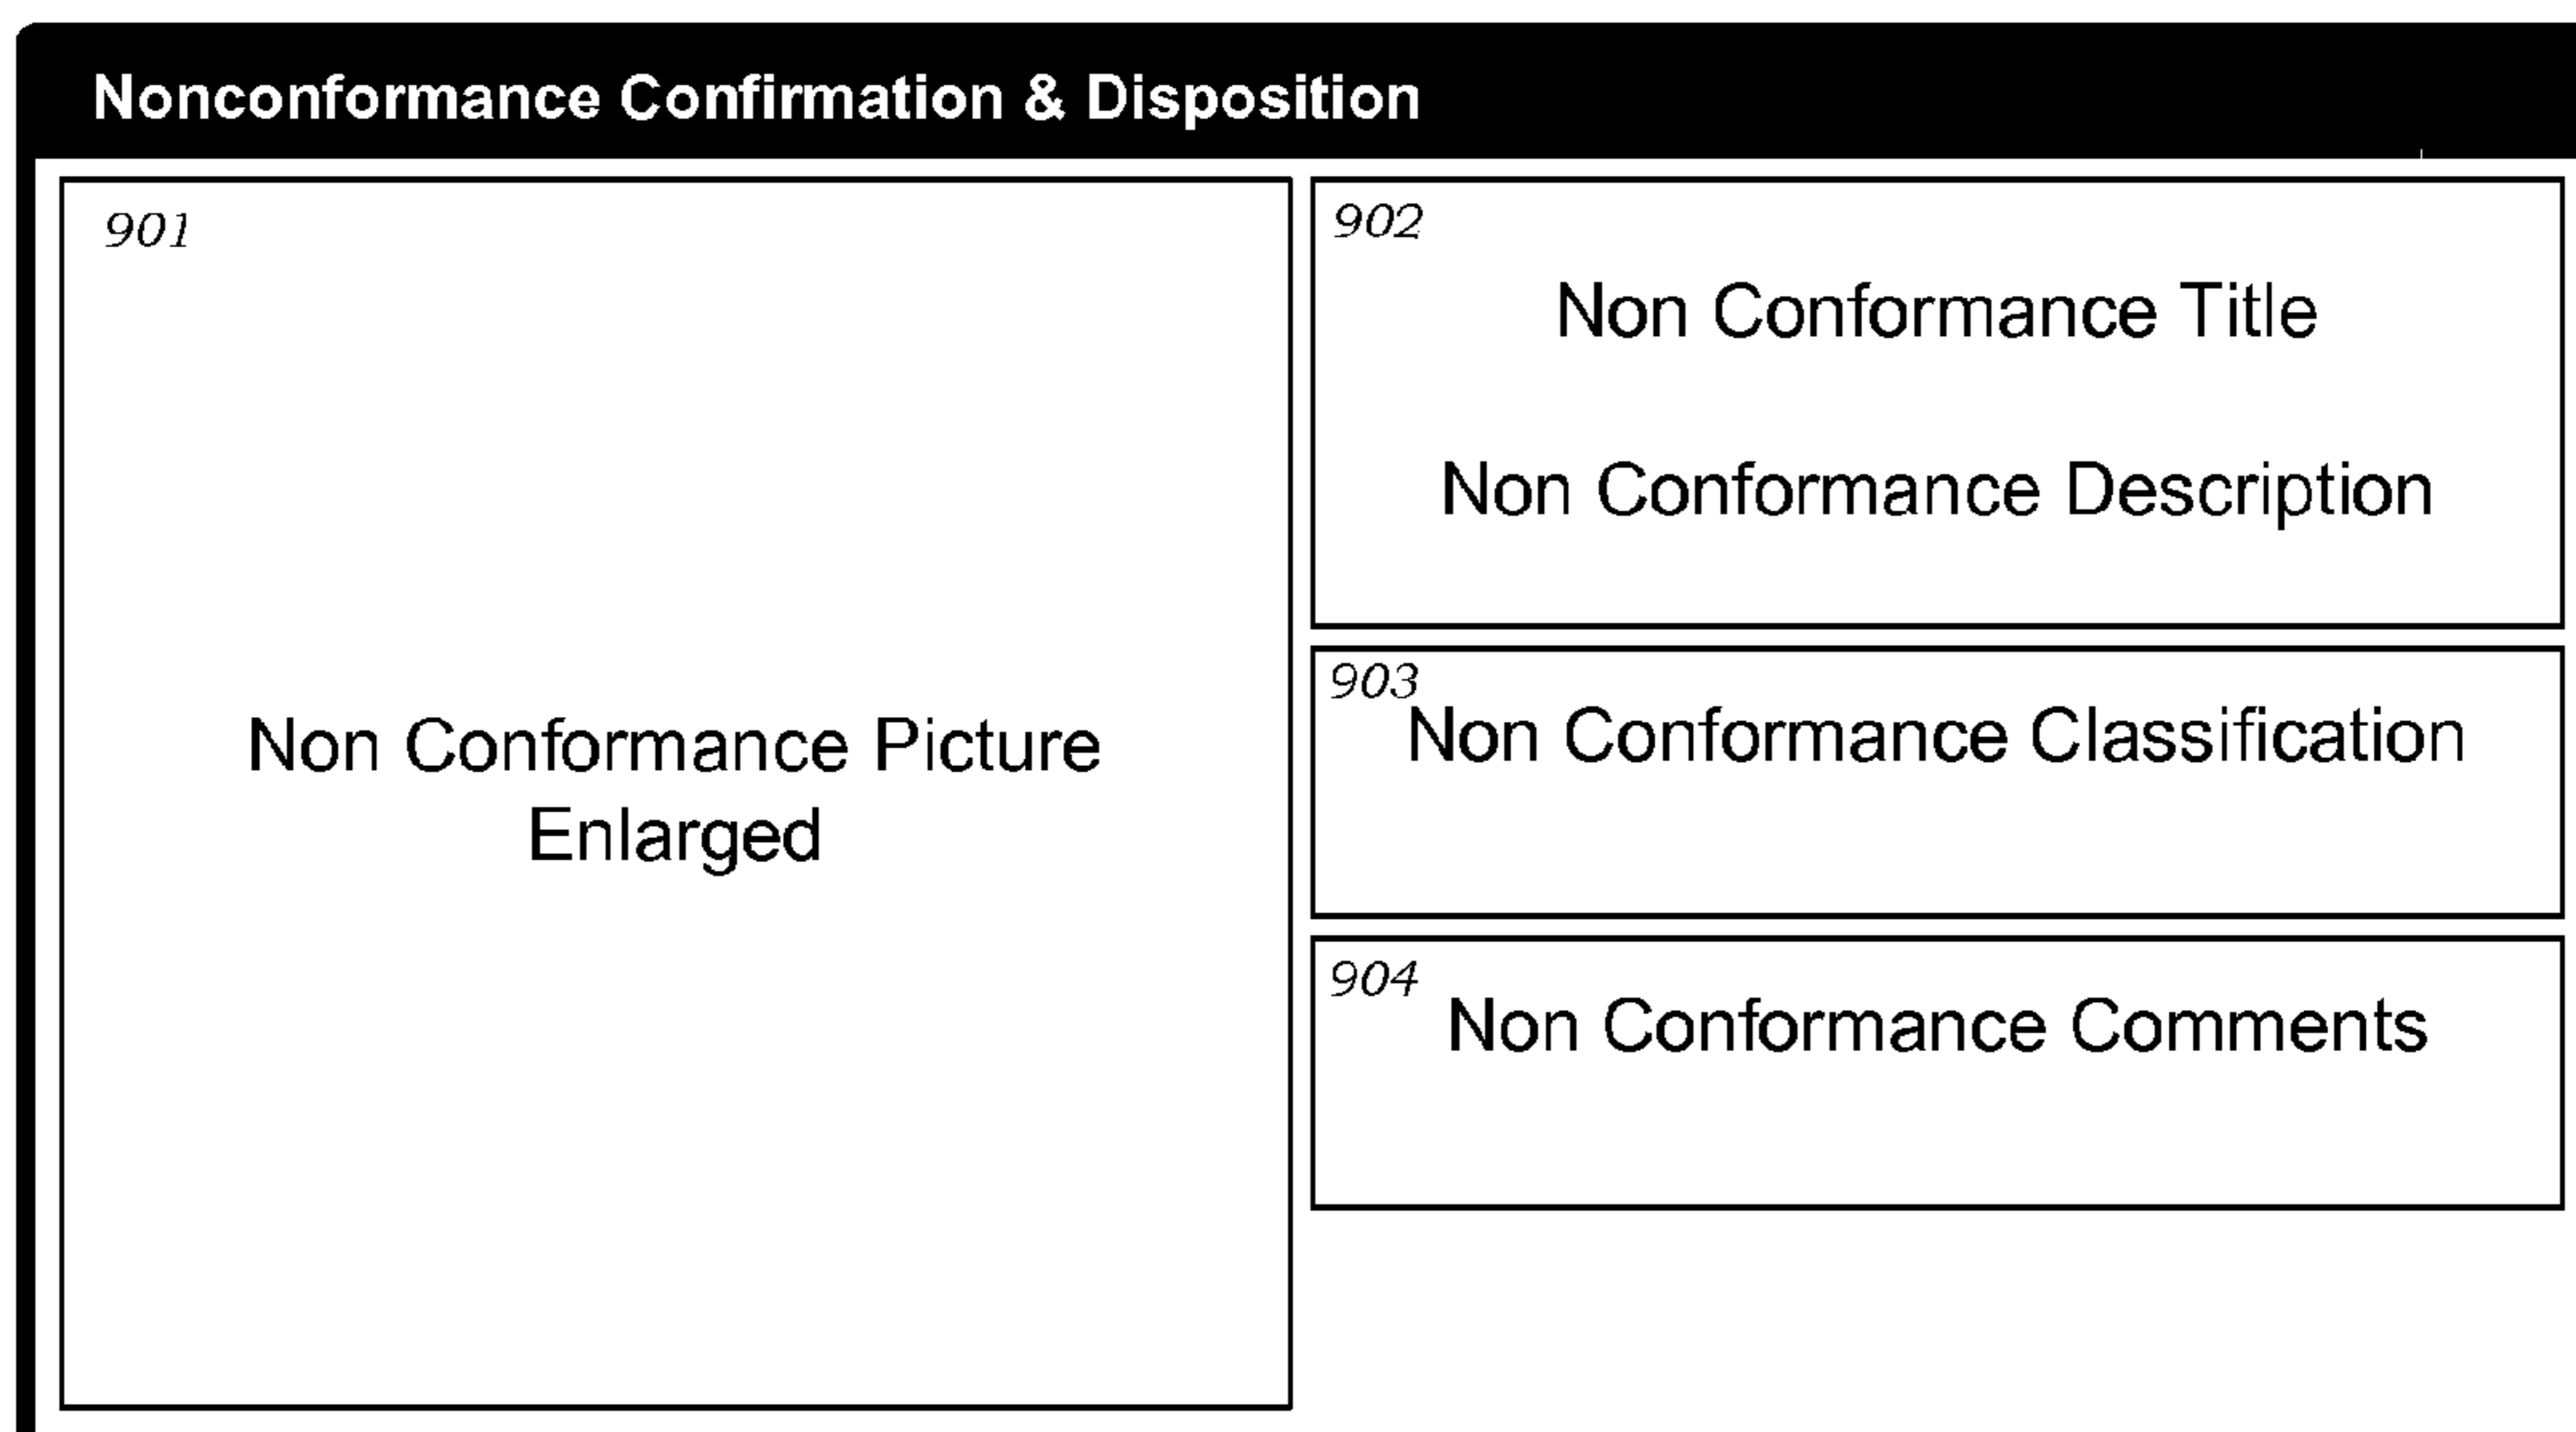 Nonconformance Confirmation & Disposition
901
Non Conformance Picture
Enlarged
902
Non Conformance Title
Non Conformance Description
903
Non Conformance Classification
904
Non Conformance Comments